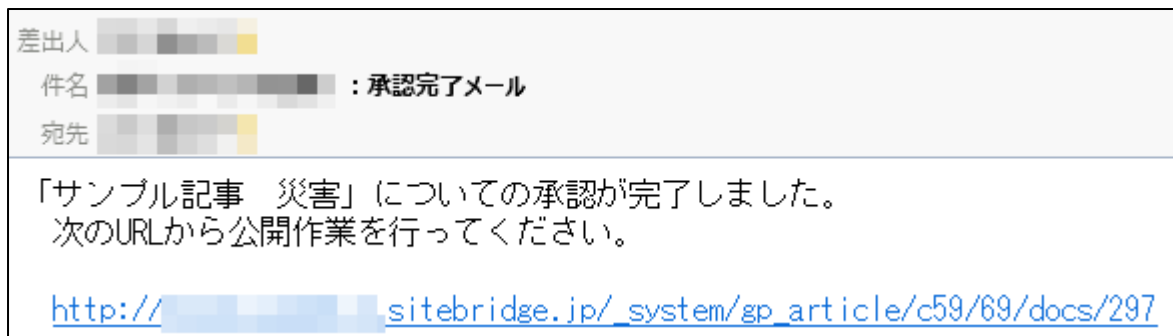 差出人
件名 :承認完了メール
宛先
「サンプル記事　災害」についての承認が完了しました。
次のURLから公開作業を行ってください。
http:// sitebridge.jp/_system/gp_article/c59/69/docs/297